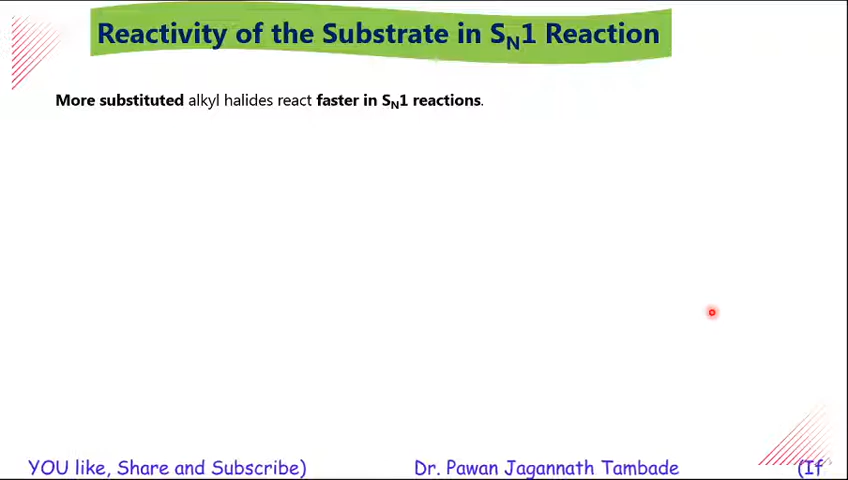 Reactivity of the Substrate in SN1 Reaction
More substituted alkyl halides react faster in SN1 reactions.
YOU like, Share and Subscribe) Dr. Pawan Jagannath Tambade (If